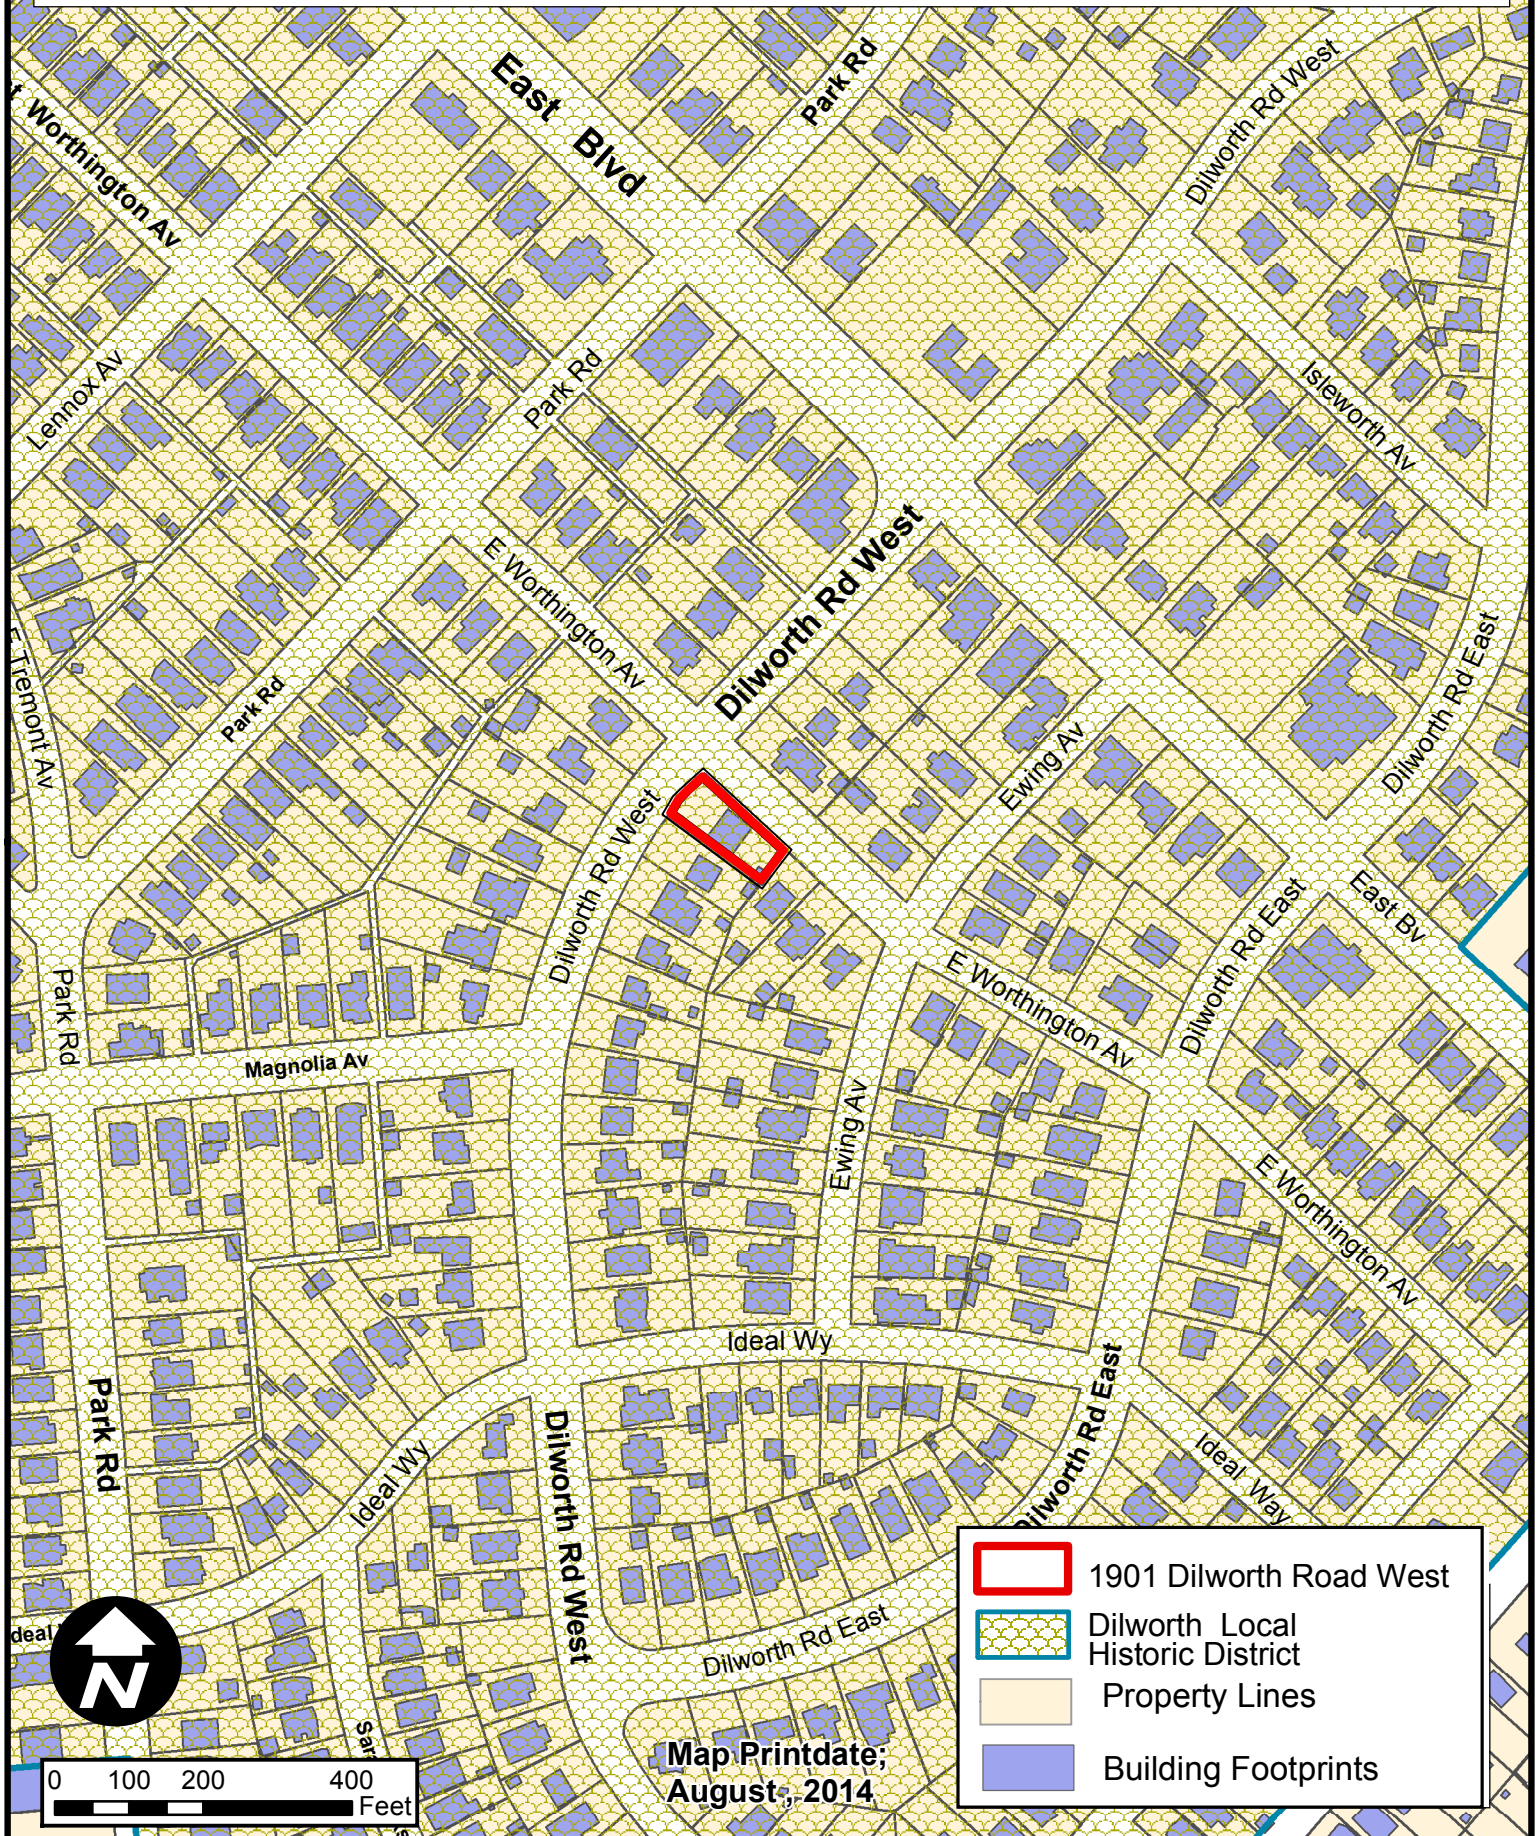 East Blvd
Park Rd
Dilworth Rd West
Worthington Av
Lennox Av
Park Rd
Isleworth Av
Dilworth Rd West
E Worthington Av
E Tremont Av
Park Rd
Dilworth Rd East
Ewing Av
Dilworth Rd West
East Bv
Dilworth Rd East
E Worthington Av
Park Rd
Magnolia Av
Ewing Av
E Worthington Av
Ideal Wy
Park Rd
Dilworth Rd West
Dilworth Rd East
Ideal Wy
Ideal Way
Dilworth Rd East
1901 Dilworth Road West
Dilworth Local
Historic District
Property Lines
Building Footprints
N
Map Printdate;
August , 2014
0 100 200 400
Feet